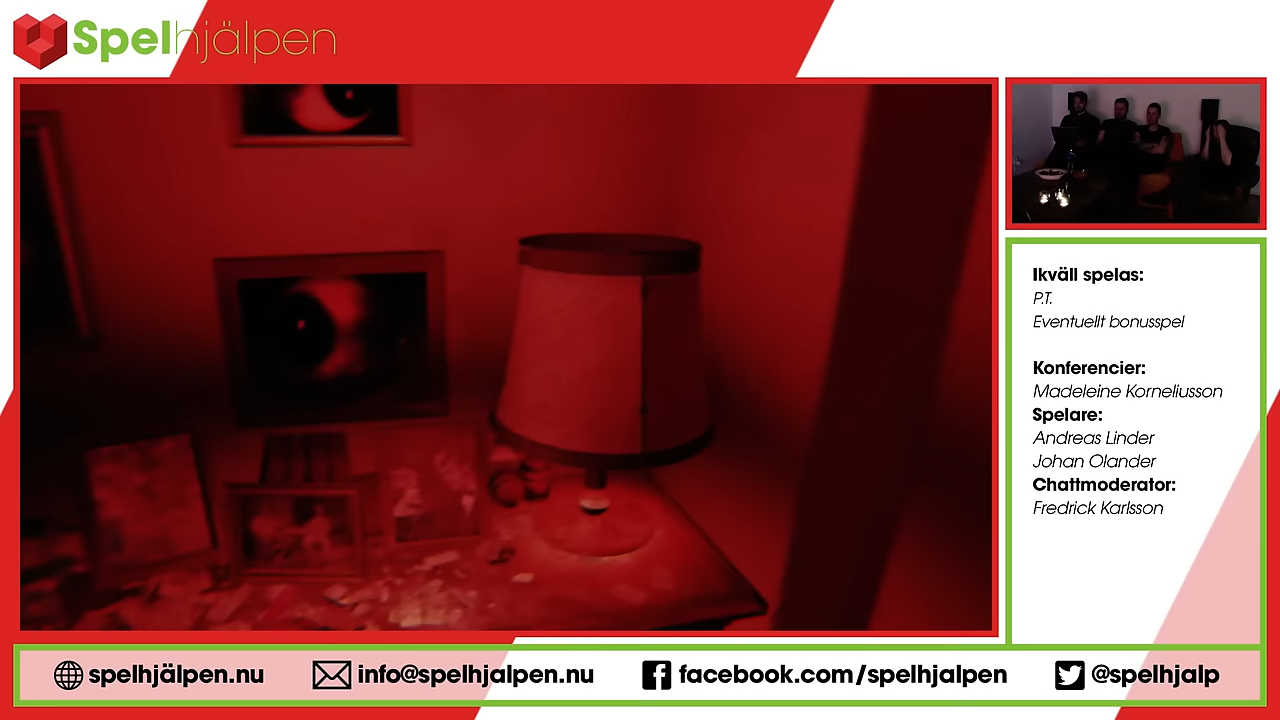 Spelhjälpen
Ikväll spelas:
P.T.
Eventuellt bonusspel
Konferencier:
Madeleine Korneliusson
Spelare:
Andreas Linder
Johan Olander
Chattmoderator:
Fredrick Karlsson
spelhjälpen.nu
info@spelhjalpen.nu
facebook.com/spelhjalpen
@spelhjalp